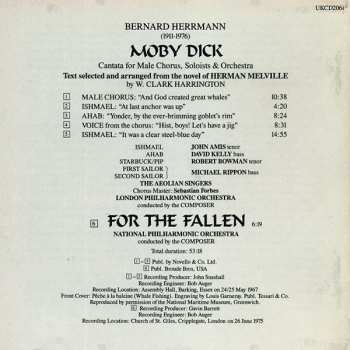 UKCD2061
BERNARD HERRMANN
(1911-1976)
MOBY DICK
Cantata for Male Chorus, Soloists & Orchestra
Text selected and arranged from the novel of HERMAN MELVILLE
by W. CLARK HARRINGTON
1 MALE CHORUS: "And God created great whales" 10:38
2 ISHMAEL: "At last anchor was up" 4:20
3 AHAB: "Yonder, by the ever-brimming goblet's rim" 8:24
4 VOICE from the chorus: "Hist, boys! Let's have a jig" 8:31
5 ISHMAEL: "It was a clear steel-blue day" 14:55
ISHMAEL JOHN AMIS tenor
AHAB DAVID KELLY bass
STARBUCK/PIP ROBERT BOWMAN tenor
FIRST SAILOR
SECOND SAILOR MICHAEL RIPPON bass
THE AEOLIAN SINGERS
Chorus Master: Sebastian Forbes
LONDON PHILHARMONIC ORCHESTRA
conducted by the COMPOSER
6 FOR THE FALLEN 6:19
NATIONAL PHILHARMONIC ORCHESTRA
conducted by the COMPOSER
Total duration: 53:18
1 - 5 Publ. by Novello & Co. Ltd.
6 Publ. Broude Bros, USA
1 - 5 Recording Producer: John Snashall
Recording Engineer: Bob Auger
Recording Location: Assembly Hall, Barking, Essex on 24/25 May 1967
Front Cover: Pêche à la baleine (Whale Fishing). Engraving by Louis Garneray. Publ. Tessari & Co.
Reproduced by permission on National Maritime Museum, Greenwich.
6 Recording Producer: Gavin Barrett
Recording Engineer: Bob Auger
Recording Location: Church of St. Giles, Cripplegate, London on 26 June 1975